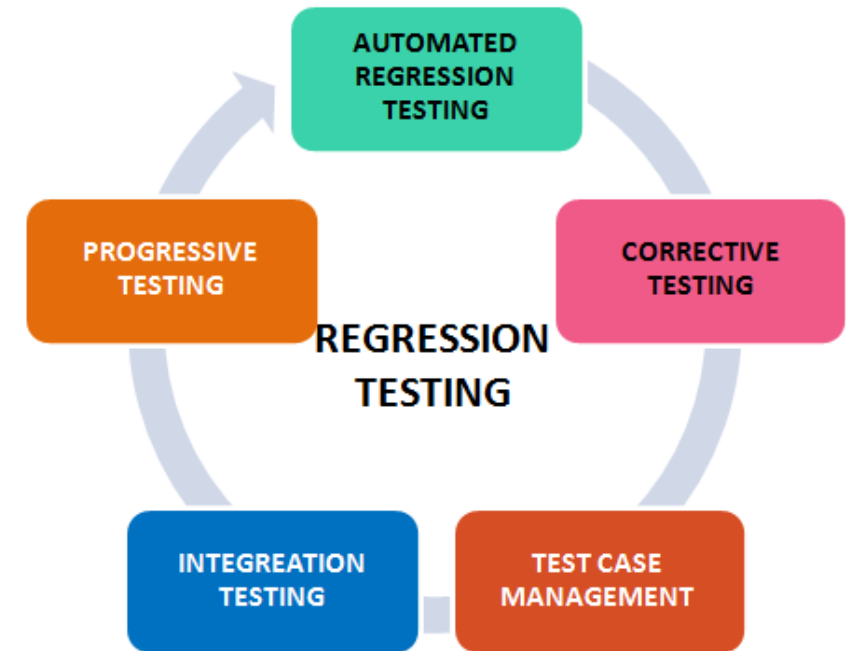 AUTOMATED
REGRESSION
TESTING
PROGRESSIVE
TESTING
CORRECTIVE
TESTING
REGRESSION
TESTING
INTEGREATION
TESTING
TEST CASE
MANAGEMENT